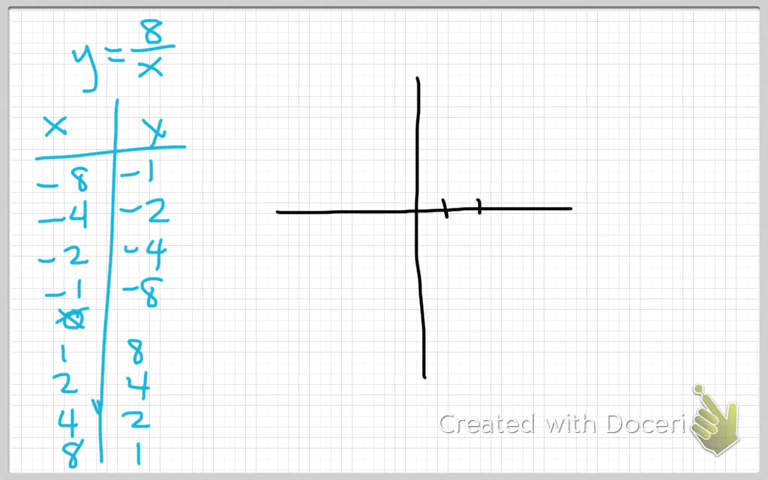 y = 8/x
x y
-8 -1
-4 -2
-2 -4
-1 -8
1 8
2 4
4 2
8 1
Created with Doceri